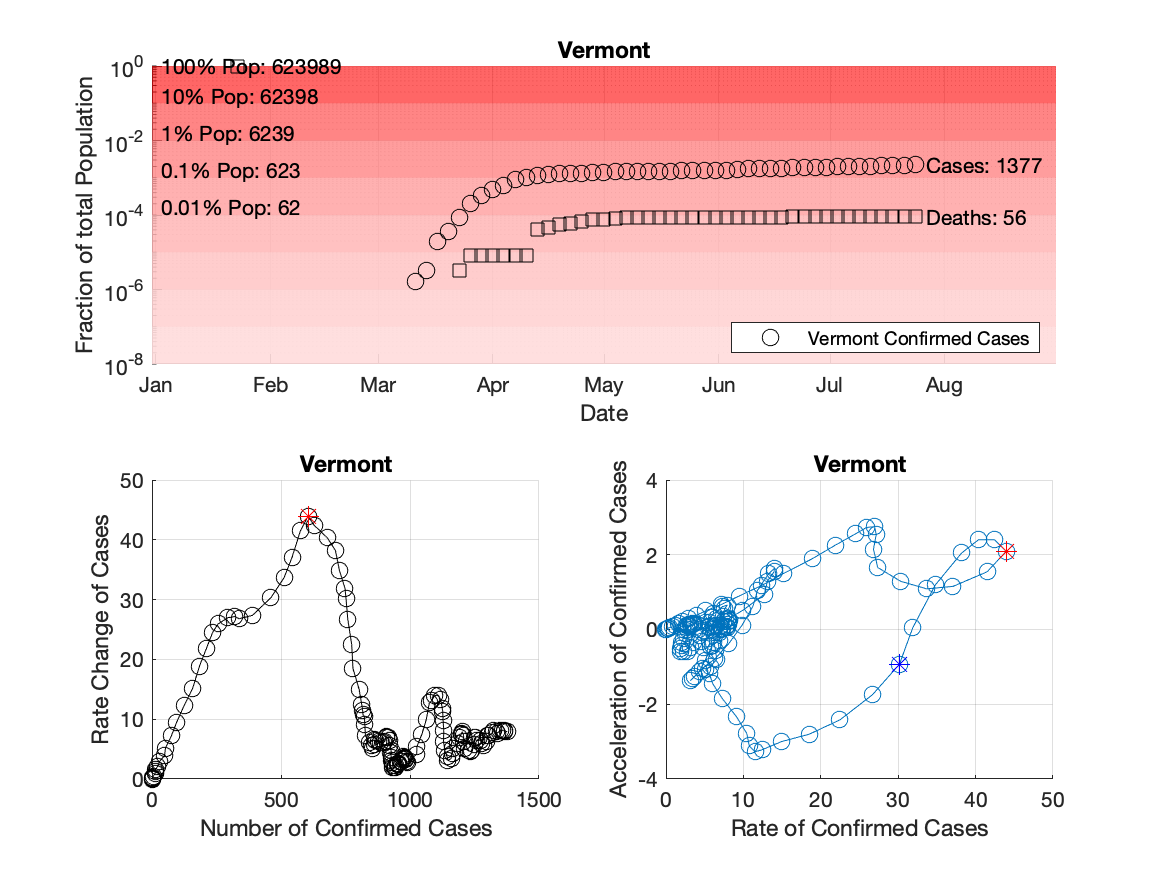 Vermont
Fraction of total Population
10^0
10^-2
10^-4
10^-6
10^-8
100% Pop: 623989
10% Pop: 62398
1% Pop: 6239
0.1% Pop: 623
0.01% Pop: 62
Cases: 1377
Deaths: 56
Vermont Confirmed Cases
Jan Feb Mar Apr May Jun Jul Aug
Date
Vermont
Rate Change of Cases
50
40
30
20
10
0
0 500 1000 1500
Number of Confirmed Cases
Vermont
Acceleration of Confirmed Cases
4
2
0
-2
-4
0 10 20 30 40 50
Rate of Confirmed Cases